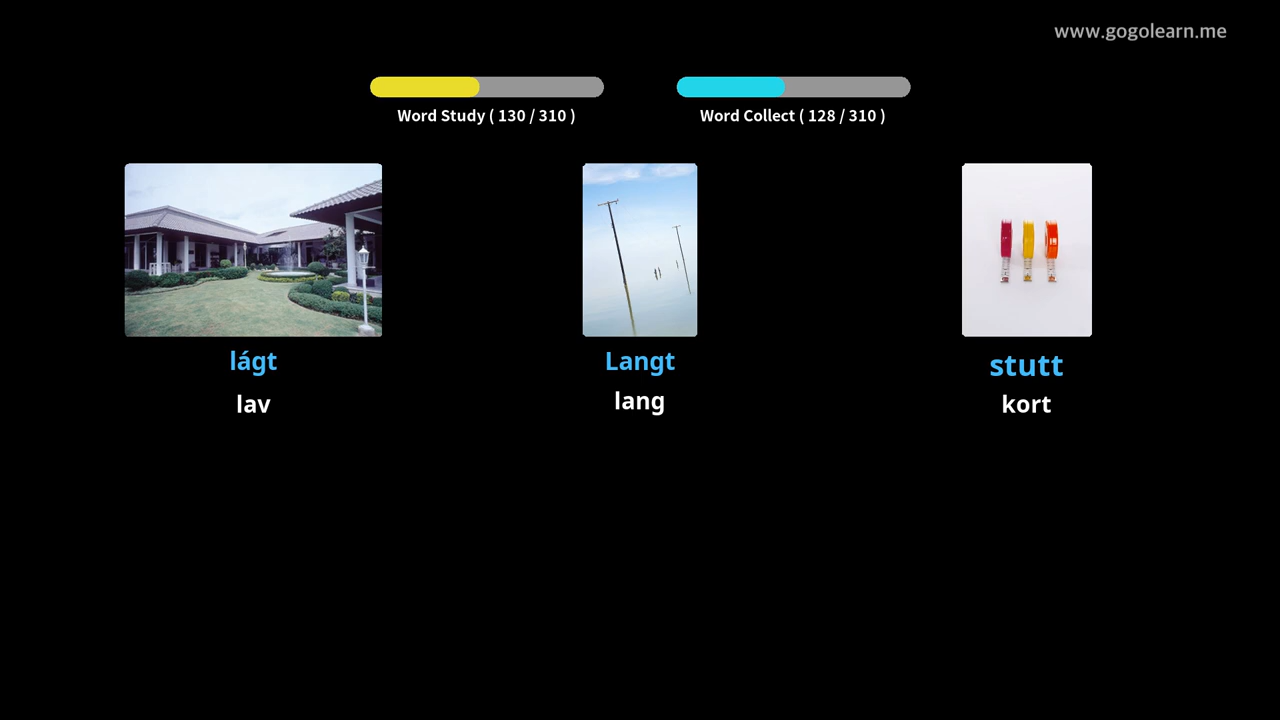 www.gogolearn.me
Word Study ( 130 / 310 )
Word Collect ( 128 / 310 )
lágt
lav
Langt
lang
stutt
kort